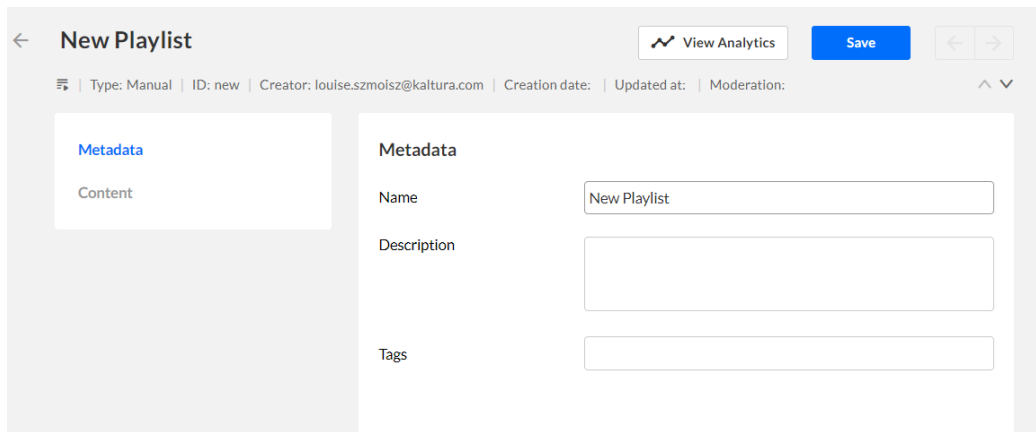 New Playlist
View Analytics
Save
Type: Manual | ID: new | Creator: louise.szmoisz@kaltura.com | Creation date: | Updated at: | Moderation:
Metadata
Content
Metadata
Name
New Playlist
Description
Tags